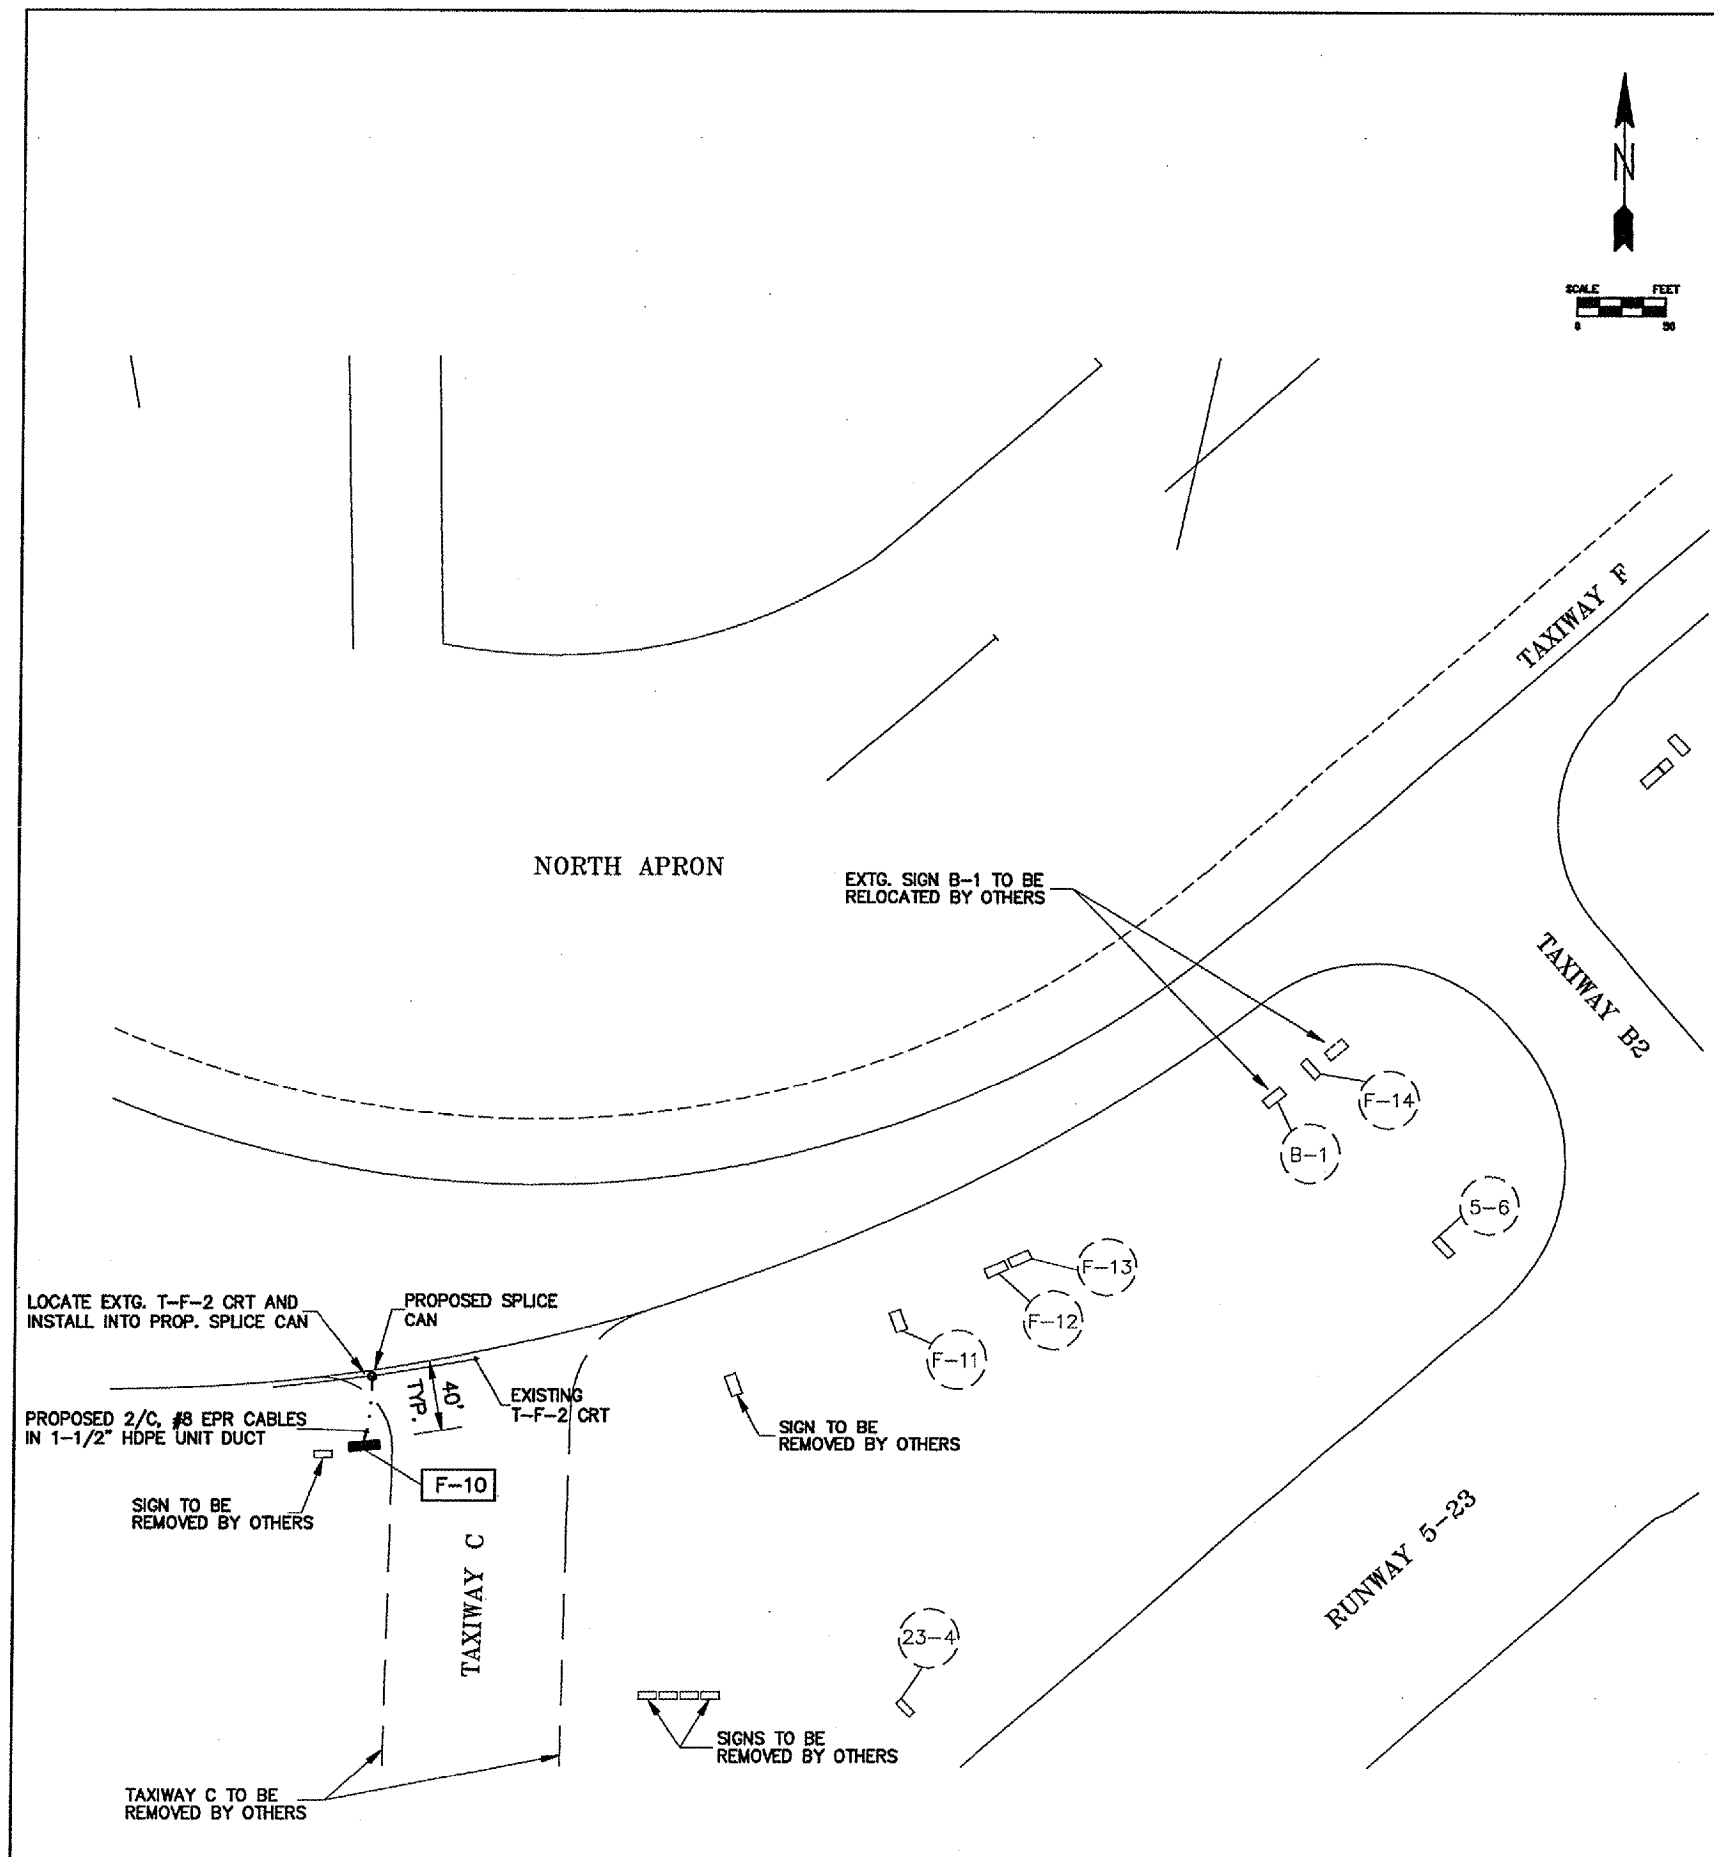 N
SCALE FEET
0 50
TAXIWAY F
NORTH APRON
EXTG. SIGN B-1 TO BE
RELOCATED BY OTHERS
TAXIWAY B2
F-14
B-1
5-6
F-13
F-12
F-11
LOCATE EXTG. T-F-2 CRT AND
INSTALL INTO PROP. SPLICE CAN
PROPOSED SPLICE
CAN
40'
TYP.
EXISTING
T-F-2 CRT
PROPOSED 2/C, #8 EPR CABLES
IN 1-1/2" HDPE UNIT DUCT
SIGN TO BE
REMOVED BY OTHERS
F-10
SIGN TO BE
REMOVED BY OTHERS
TAXIWAY C
RUNWAY 5-23
23-4
SIGNS TO BE
REMOVED BY OTHERS
TAXIWAY C TO BE
REMOVED BY OTHERS